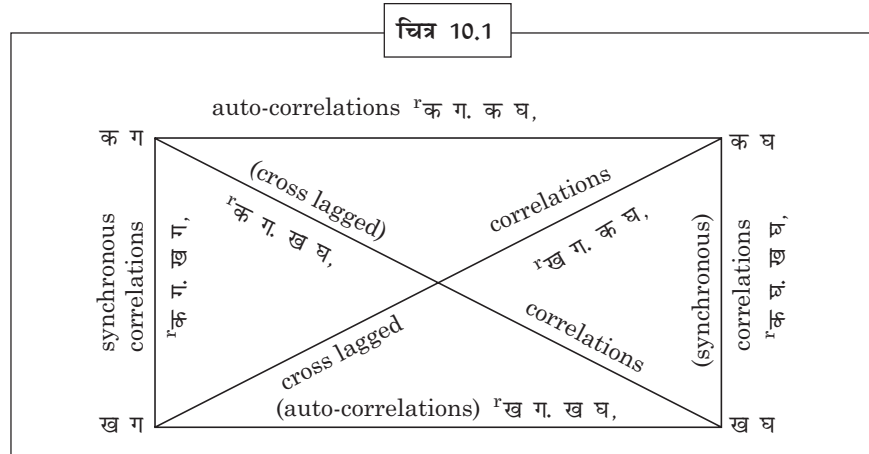 चित्र 10.1
auto-correlations ʳक ग. क घ,
क ग
क घ
(cross lagged)
correlations
ʳक ग. ख घ,
ʳख ग. क घ,
synchronous
correlations
ʳक ग. ख ग,
(synchronous)
correlations
ʳक घ. ख घ,
cross lagged
correlations
(auto-correlations) ʳख ग. ख घ,
ख ग
ख घ